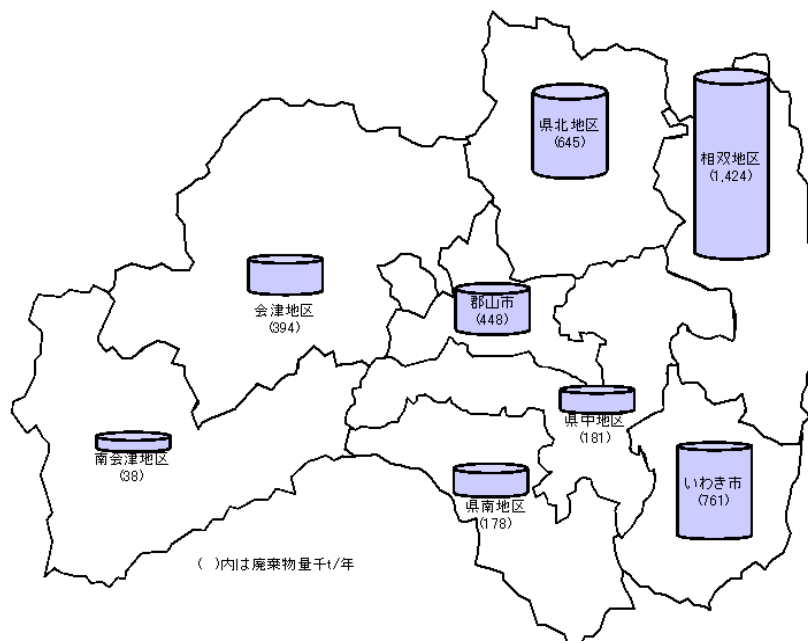 県北地区
(645)
相双地区
(1,424)
会津地区
(394)
郡山市
(448)
県中地区
(181)
南会津地区
(38)
いわき市
(761)
県南地区
(178)
(　)内は廃棄物量千t/年